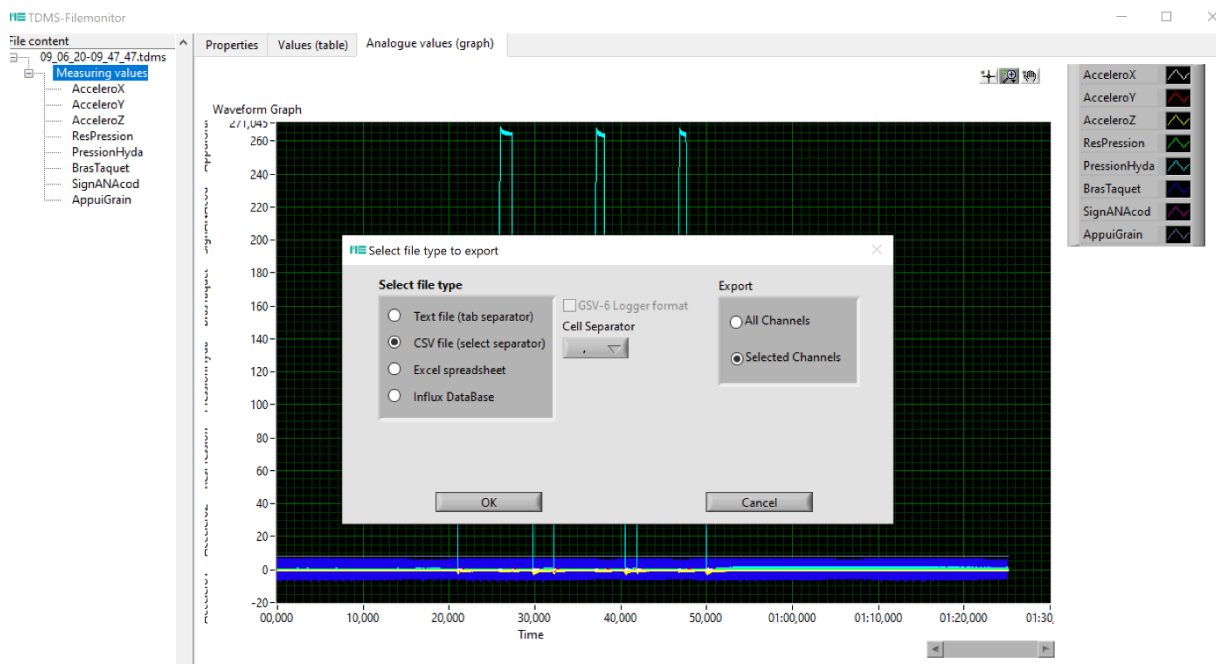 TDMS-Filemonitor
File content
09_06_20-09_47_47.tdms
Measuring values
AcceleroX
AcceleroY
AcceleroZ
ResPression
PressionHyda
BrasTaquet
SignANAcod
AppuiGrain
Properties
Values (table)
Analogue values (graph)
Waveform Graph
271,045
260
240
220
200
180
160
140
120
100
80
60
40
20
0
-20
00,000
10,000
20,000
30,000
40,000
50,000
01:00,000
01:10,000
01:20,000
01:30,
Time
Select file type to export
Select file type
Text file (tab separator)
CSV file (select separator)
Excel spreadsheet
Influx DataBase
GSV-6 Logger format
Cell Separator
,
Export
All Channels
Selected Channels
OK
Cancel
AcceleroX
AcceleroY
AcceleroZ
ResPression
PressionHyda
BrasTaquet
SignANAcod
AppuiGrain